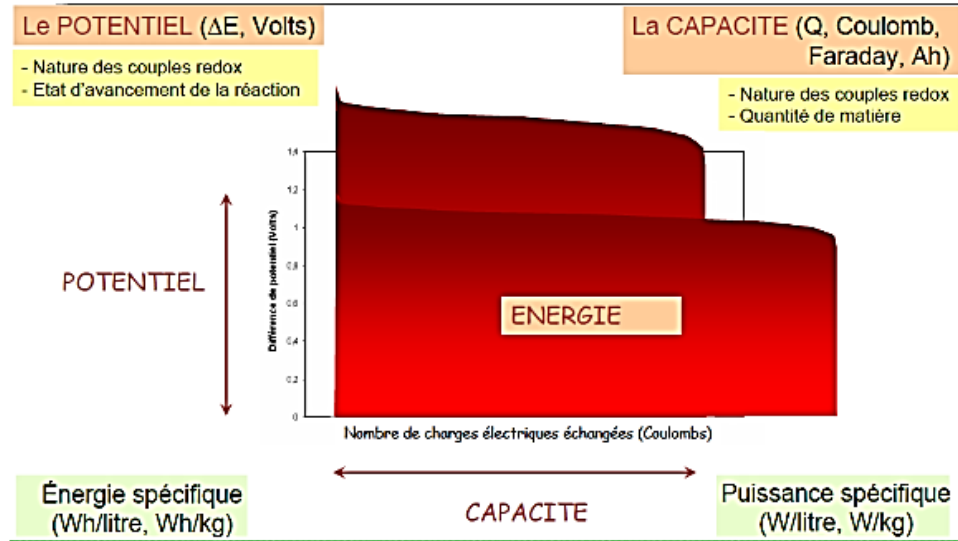 Le POTENTIEL (ΔE, Volts)
- Nature des couples redox
- Etat d'avancement de la réaction
La CAPACITE (Q, Coulomb,
Faraday, Ah)
- Nature des couples redox
- Quantité de matière
POTENTIEL
Différence de potentiel (Volts)
1,4
1,2
1
0,8
0,6
0,4
0,2
0
ENERGIE
Nombre de charges électriques échangées (Coulombs)
CAPACITE
Énergie spécifique
(Wh/litre, Wh/kg)
Puissance spécifique
(W/litre, W/kg)